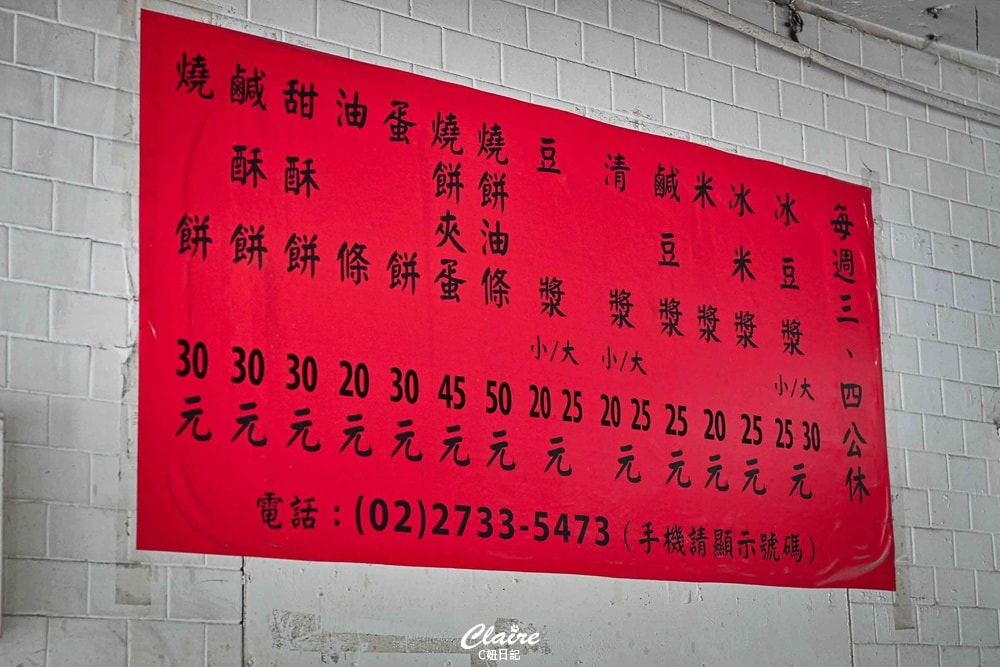 燒餅 30元
鹹酥餅 30元
甜酥餅 30元
油條 20元
蛋餅 30元
燒餅夾蛋 45元
燒餅油條 50元
豆漿 小/大 20 25元
清漿 小/大 20 25元
鹹豆漿 25元
米漿 20元
冰米漿 25元
冰豆漿 小/大 25 30元
每週三、四公休
電話：(02)2733-5473（手機請顯示號碼）
Claire
C妞日記